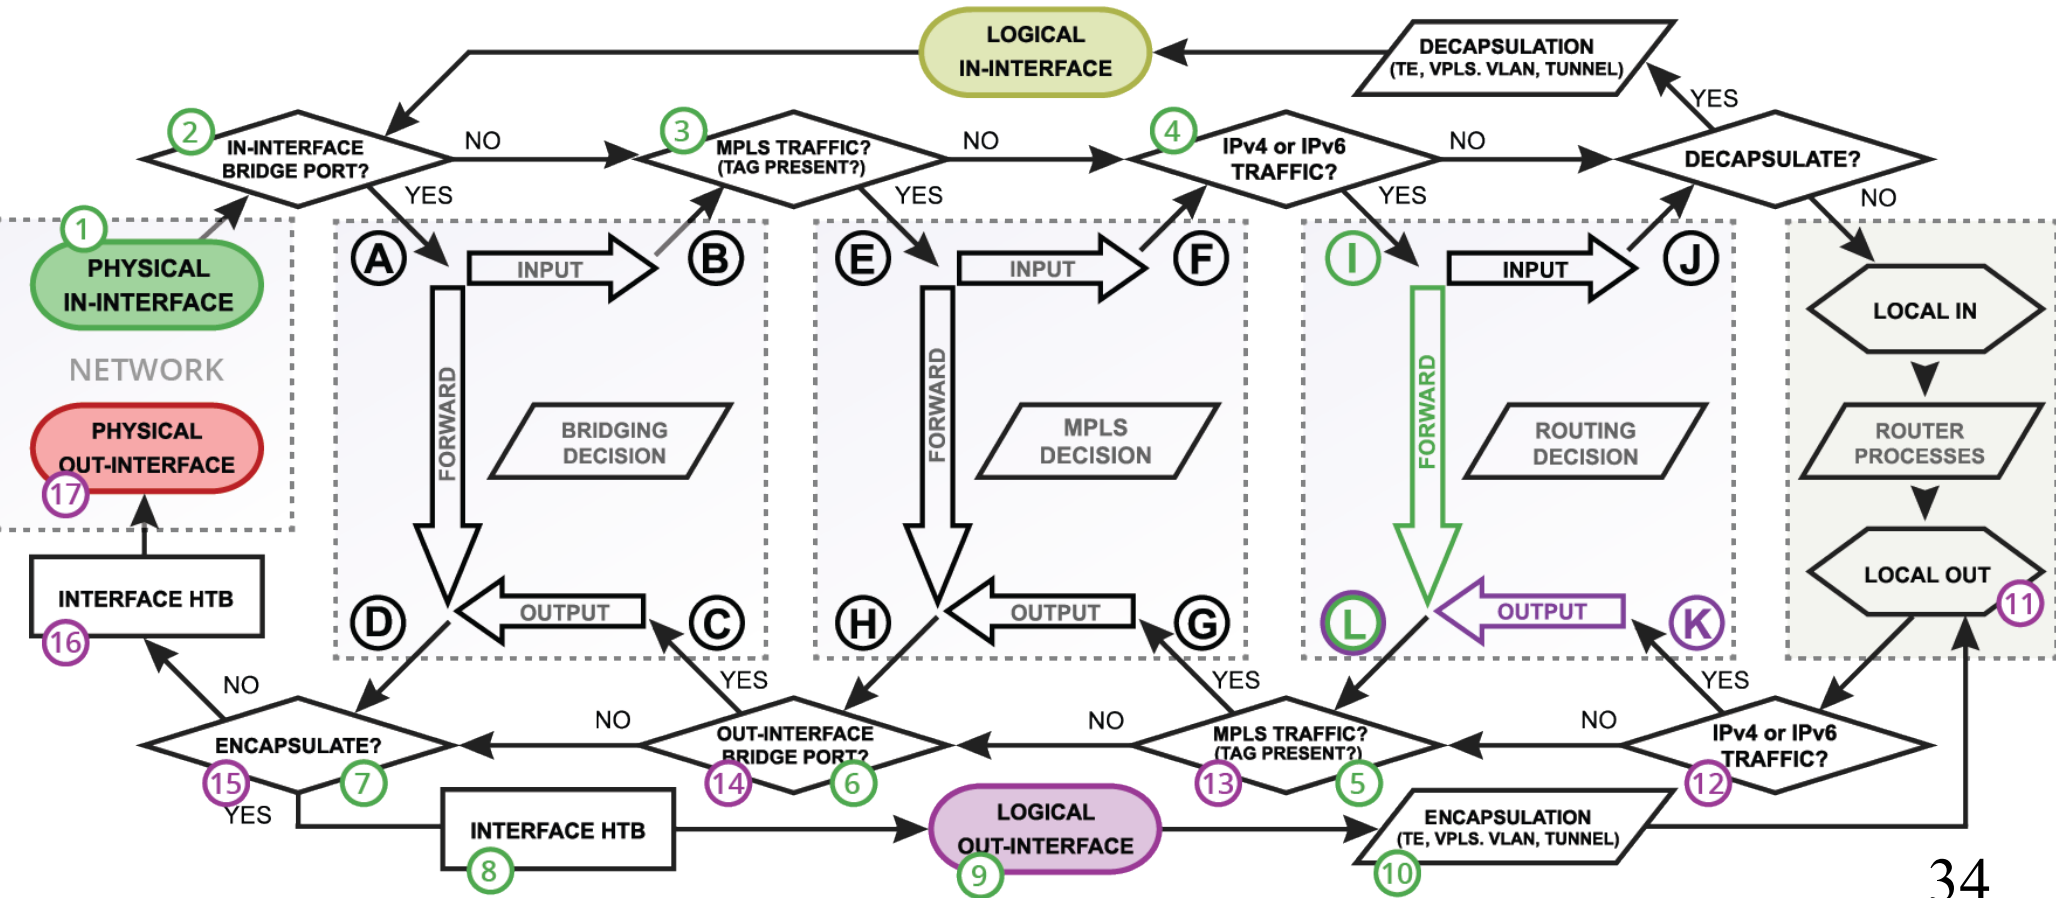 LOGICAL
IN-INTERFACE
DECAPSULATION
(TE, VPLS. VLAN, TUNNEL)
YES
2
IN-INTERFACE
BRIDGE PORT?
NO
3
MPLS TRAFFIC?
(TAG PRESENT?)
NO
4
IPv4 or IPv6
TRAFFIC?
NO
DECAPSULATE?
YES
YES
YES
NO
1
PHYSICAL
IN-INTERFACE
NETWORK
PHYSICAL
OUT-INTERFACE
17
INTERFACE HTB
16
A
INPUT
B
FORWARD
BRIDGING
DECISION
D
OUTPUT
C
E
INPUT
F
FORWARD
MPLS
DECISION
H
OUTPUT
G
I
INPUT
J
FORWARD
ROUTING
DECISION
L
OUTPUT
K
LOCAL IN
ROUTER
PROCESSES
LOCAL OUT
11
NO
YES
YES
YES
ENCAPSULATE?
15
7
YES
NO
OUT-INTERFACE
BRIDGE PORT?
14
6
NO
MPLS TRAFFIC?
(TAG PRESENT?)
13
5
NO
IPv4 or IPv6
TRAFFIC?
12
INTERFACE HTB
8
LOGICAL
OUT-INTERFACE
9
ENCAPSULATION
(TE, VPLS. VLAN, TUNNEL)
10
34